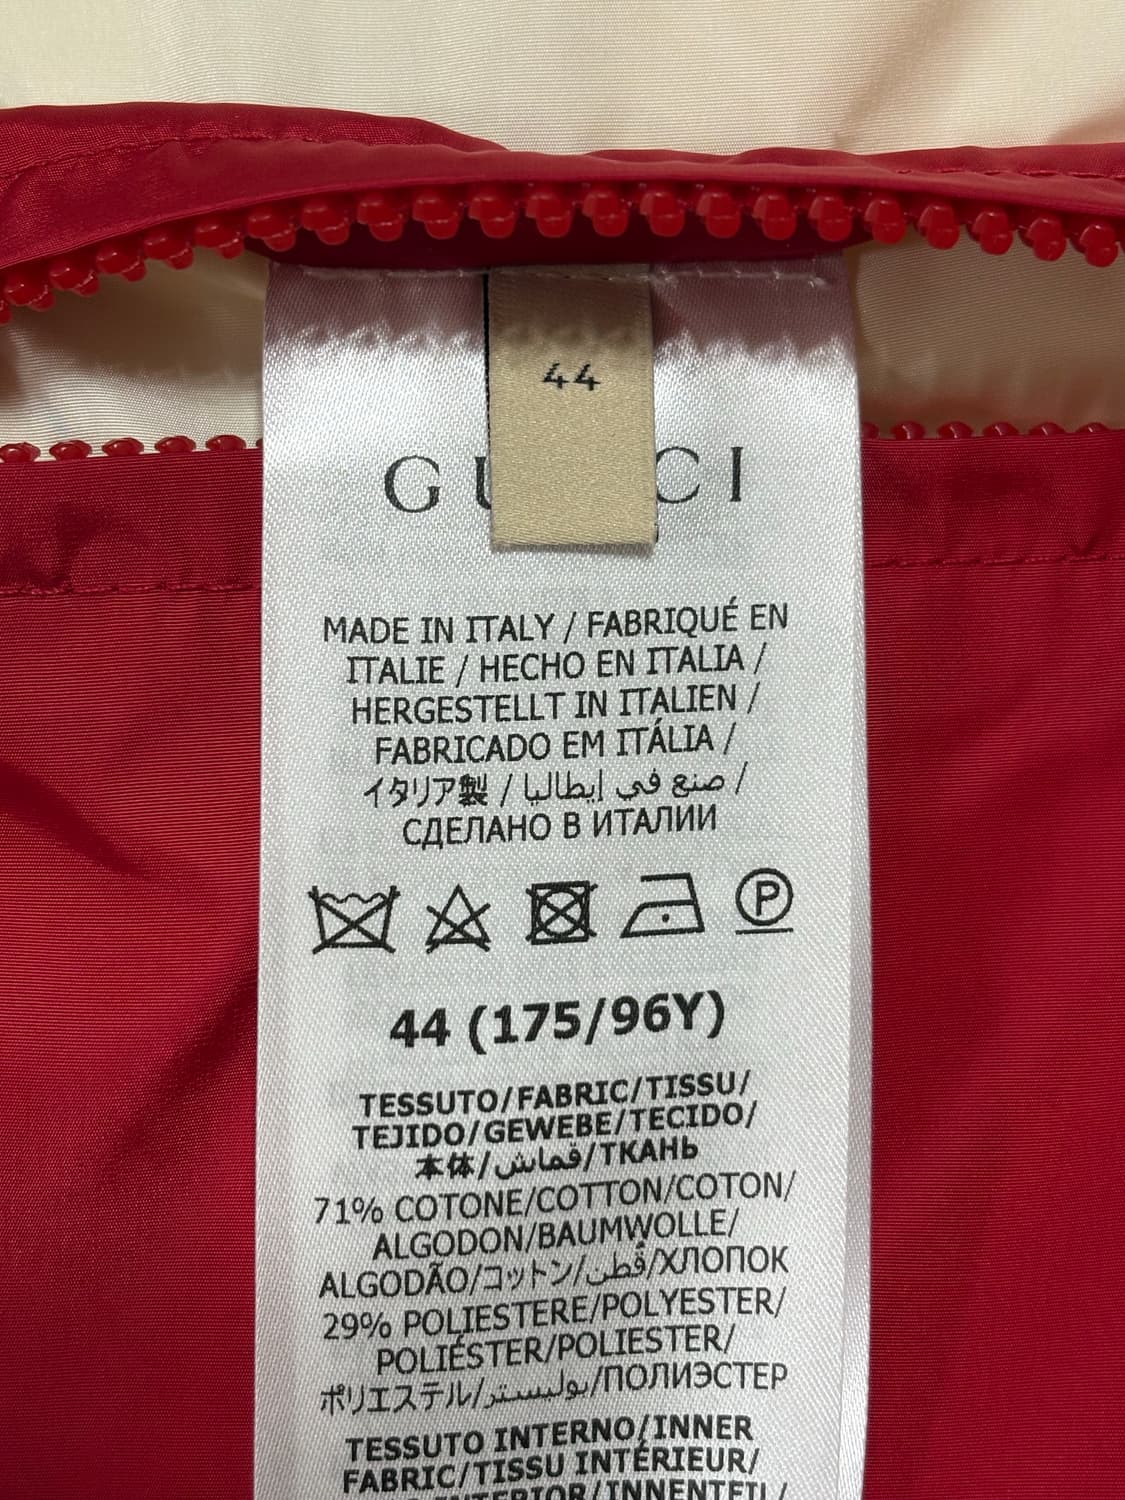 44
GUCCI
MADE IN ITALY / FABRIQUÉ EN
ITALIE / HECHO EN ITALIA /
HERGESTELLT IN ITALIEN /
FABRICADO EM ITÁLIA /
イタリア製 / صنع في إيطاليا /
СДЕЛАНО В ИТАЛИИ
P
44 (175/96Y)
TESSUTO/FABRIC/TISSU/
TEJIDO/GEWEBE/TECIDO/
本体/قماش/ТКАНЬ
71% COTONE/COTTON/COTON/
ALGODON/BAUMWOLLE/
ALGODÃO/コットン/قُطن/ХЛОПОК
29% POLIESTERE/POLYESTER/
POLIÉSTER/POLIESTER/
ポリエステル/بوليستر/ПОЛИЭСТЕР
TESSUTO INTERNO/INNER
FABRIC/TISSU INTÉRIEUR/